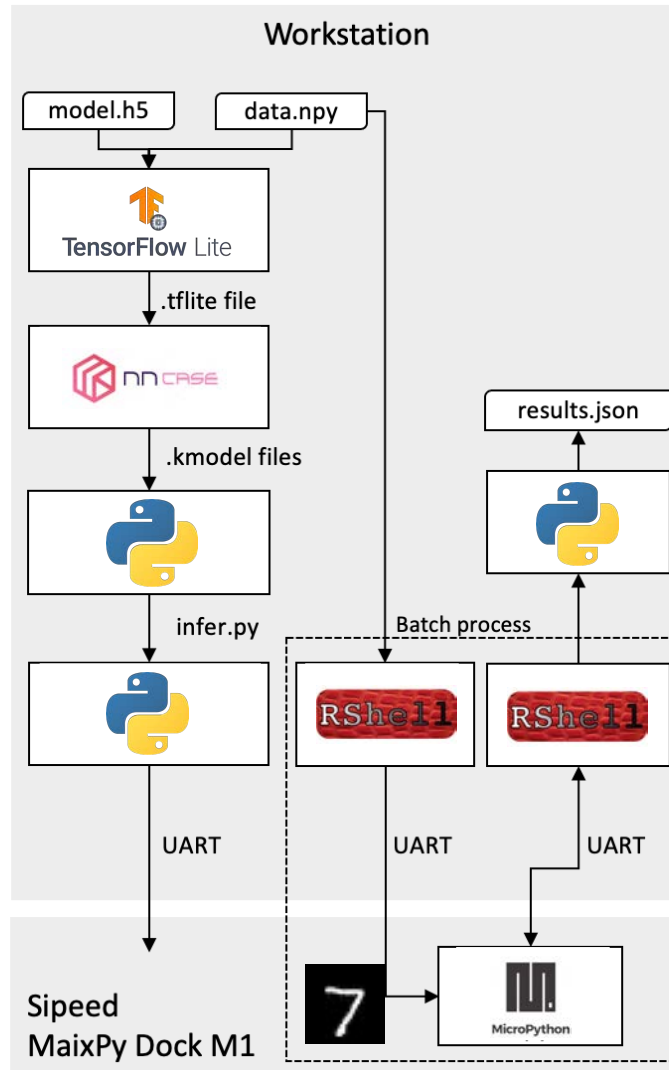 Workstation
model.h5
data.npy
TensorFlow Lite
.tflite file
nncase
.kmodel files
results.json
infer.py
Batch process
RShell
RShell
UART
UART
UART
7
MicroPython
Sipeed
MaixPy Dock M1